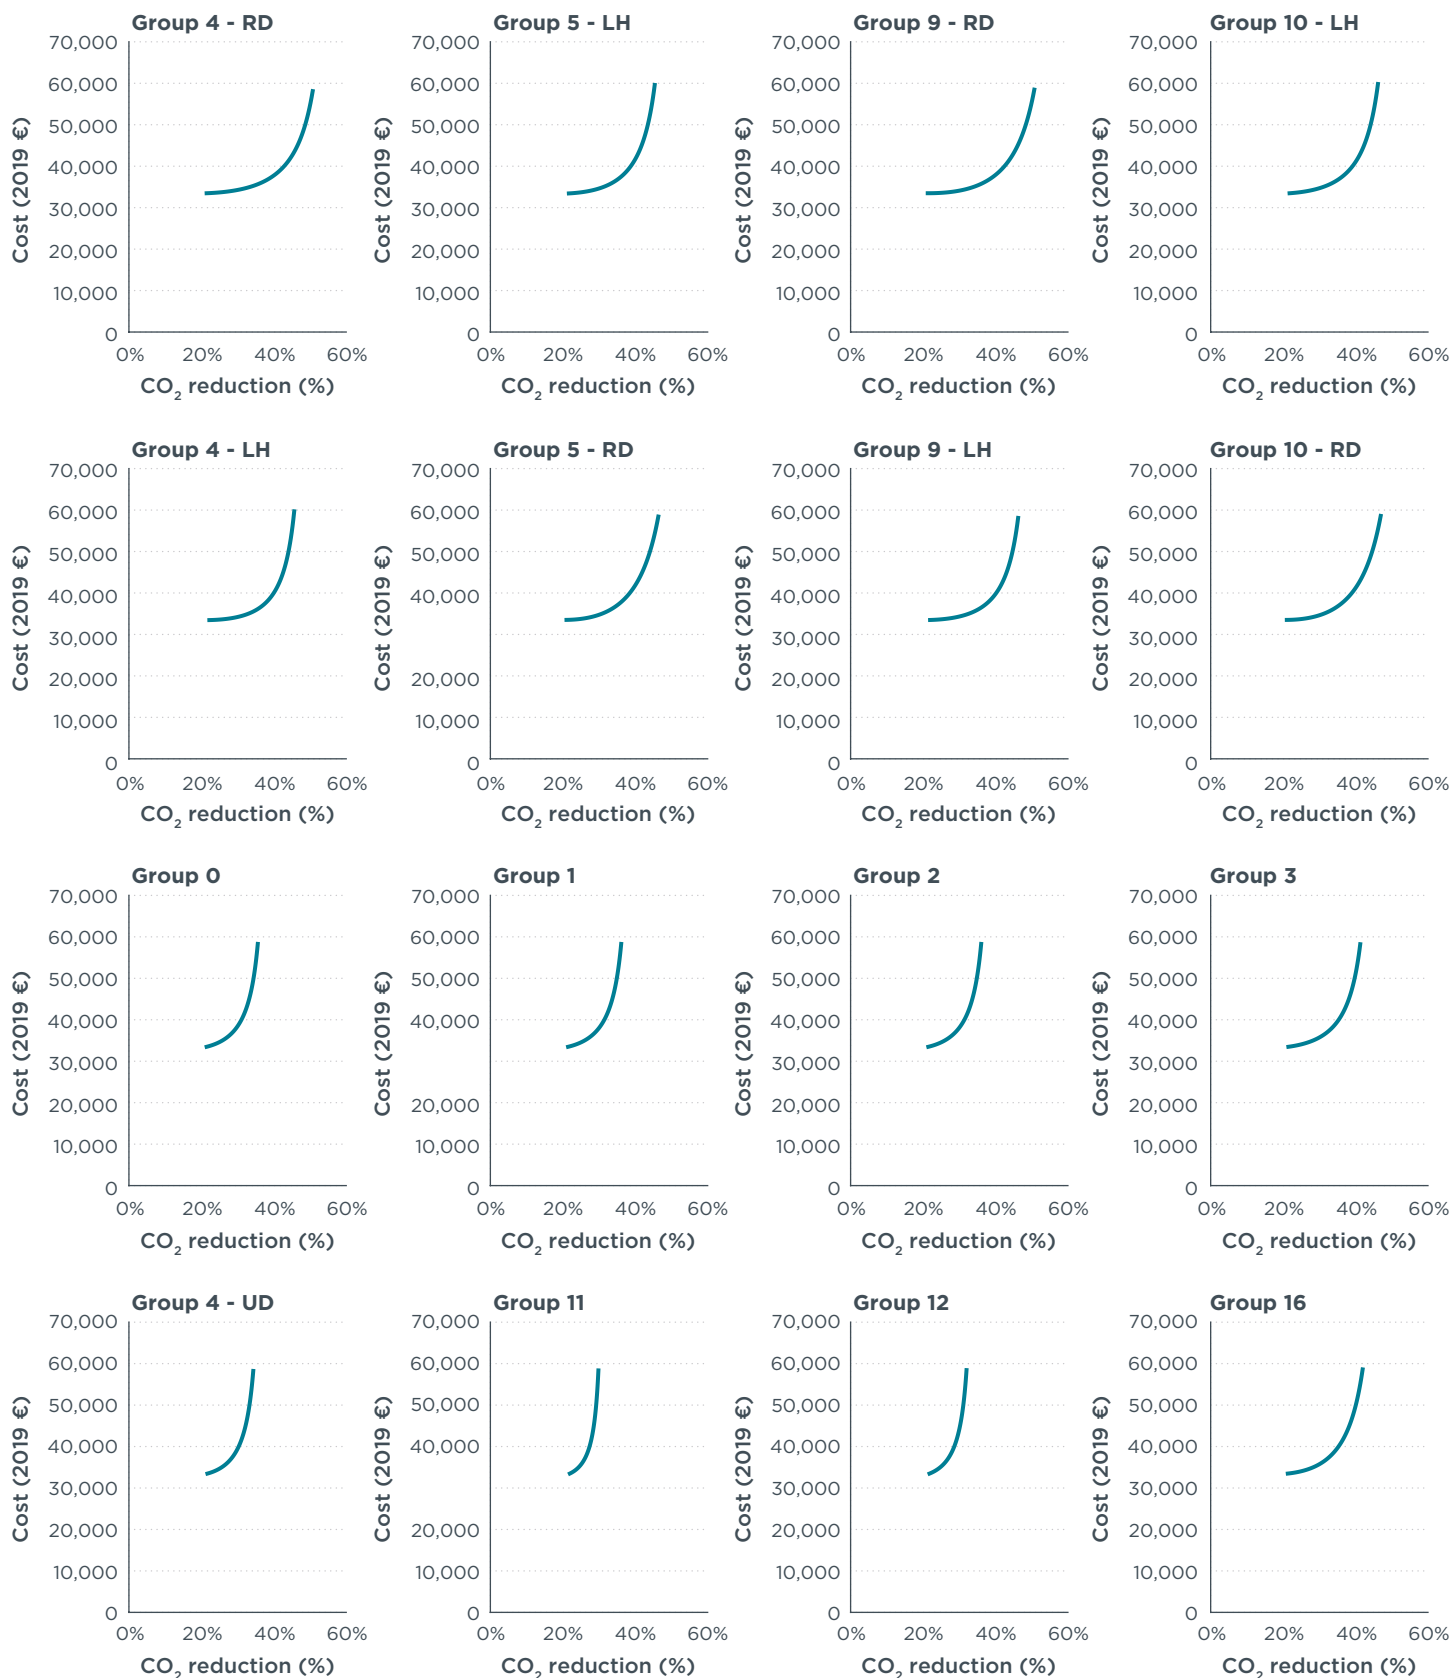 Group 4 - RD
70,000
60,000
50,000
40,000
30,000
20,000
10,000
0
0% 20% 40% 60%
Cost (2019 €)
CO₂ reduction (%)
Group 5 - LH
70,000
60,000
50,000
40,000
30,000
20,000
10,000
0
0% 20% 40% 60%
Cost (2019 €)
CO₂ reduction (%)
Group 9 - RD
70,000
60,000
50,000
40,000
30,000
20,000
10,000
0
0% 20% 40% 60%
Cost (2019 €)
CO₂ reduction (%)
Group 10 - LH
70,000
60,000
50,000
40,000
30,000
20,000
10,000
0
0% 20% 40% 60%
Cost (2019 €)
CO₂ reduction (%)
Group 4 - LH
70,000
60,000
50,000
40,000
30,000
20,000
10,000
0
0% 20% 40% 60%
Cost (2019 €)
CO₂ reduction (%)
Group 5 - RD
70,000
60,000
50,000
40,000
20,000
10,000
0
0% 20% 40% 60%
Cost (2019 €)
CO₂ reduction (%)
Group 9 - LH
70,000
60,000
50,000
40,000
30,000
20,000
10,000
0
0% 20% 40% 60%
Cost (2019 €)
CO₂ reduction (%)
Group 10 - RD
70,000
60,000
50,000
40,000
30,000
20,000
10,000
0
0% 20% 40% 60%
Cost (2019 €)
CO₂ reduction (%)
Group 0
70,000
60,000
50,000
40,000
30,000
20,000
10,000
0
0% 20% 40% 60%
Cost (2019 €)
CO₂ reduction (%)
Group 1
70,000
60,000
50,000
40,000
20,000
10,000
0
0% 20% 40% 60%
Cost (2019 €)
CO₂ reduction (%)
Group 2
70,000
60,000
50,000
40,000
30,000
20,000
10,000
0
0% 20% 40% 60%
Cost (2019 €)
CO₂ reduction (%)
Group 3
70,000
60,000
50,000
40,000
30,000
20,000
10,000
0
0% 20% 40% 60%
Cost (2019 €)
CO₂ reduction (%)
Group 4 - UD
70,000
60,000
50,000
40,000
30,000
20,000
10,000
0
0% 20% 40% 60%
Cost (2019 €)
CO₂ reduction (%)
Group 11
70,000
60,000
50,000
40,000
20,000
10,000
0
0% 20% 40% 60%
Cost (2019 €)
CO₂ reduction (%)
Group 12
70,000
60,000
50,000
40,000
30,000
20,000
10,000
0
0% 20% 40% 60%
Cost (2019 €)
CO₂ reduction (%)
Group 16
70,000
60,000
50,000
40,000
30,000
20,000
10,000
0
0% 20% 40% 60%
Cost (2019 €)
CO₂ reduction (%)